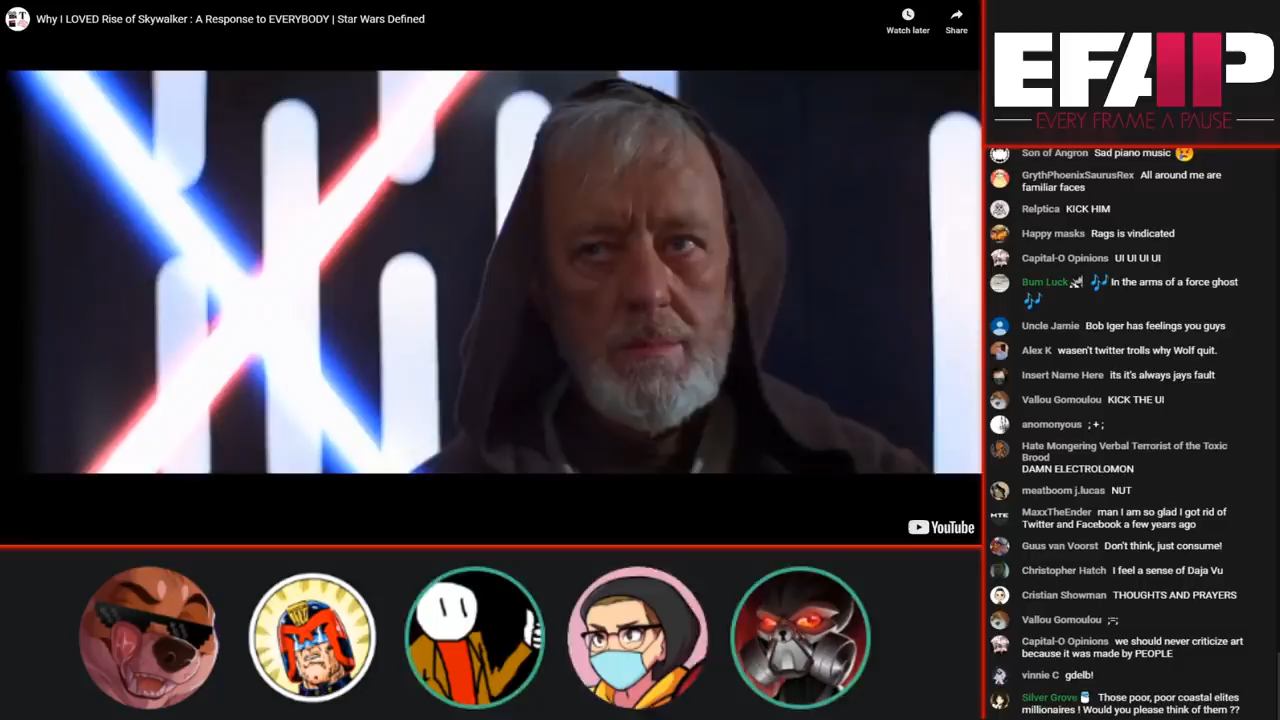 Why I LOVED Rise of Skywalker : A Response to EVERYBODY | Star Wars Defined
Watch later
Share
YouTube
EFAP
EVERY FRAME A PAUSE
Son of Angron Sad piano music 😢
GrythPhoenixSaurusRex All around me are
familiar faces
Relptica KICK HIM
Happy masks Rags is vindicated
Capital-O Opinions UI UI UI UI
Bum Luck 🎶 In the arms of a force ghost
🎶
Uncle Jamie Bob Iger has feelings you guys
Alex K wasn't twitter trolls why Wolf quit.
Insert Name Here its it's always jays fault
Vallou Gomoulou KICK THE UI
anomonyous ; + ;
Hate Mongering Verbal Terrorist of the Toxic
Brood
DAMN ELECTROLOMON
meatboom j.lucas NUT
MTE
MaxxTheEnder man I am so glad I got rid of
Twitter and Facebook a few years ago
Guus van Voorst Don't think, just consume!
Christopher Hatch I feel a sense of Daja Vu
Cristian Showman THOUGHTS AND PRAYERS
Vallou Gomoulou ;=;
Capital-O Opinions we should never criticize art
because it was made by PEOPLE
vinnie C gdelb!
Silver Grove Those poor, poor coastal elites
millionaires ! Would you please think of them ??